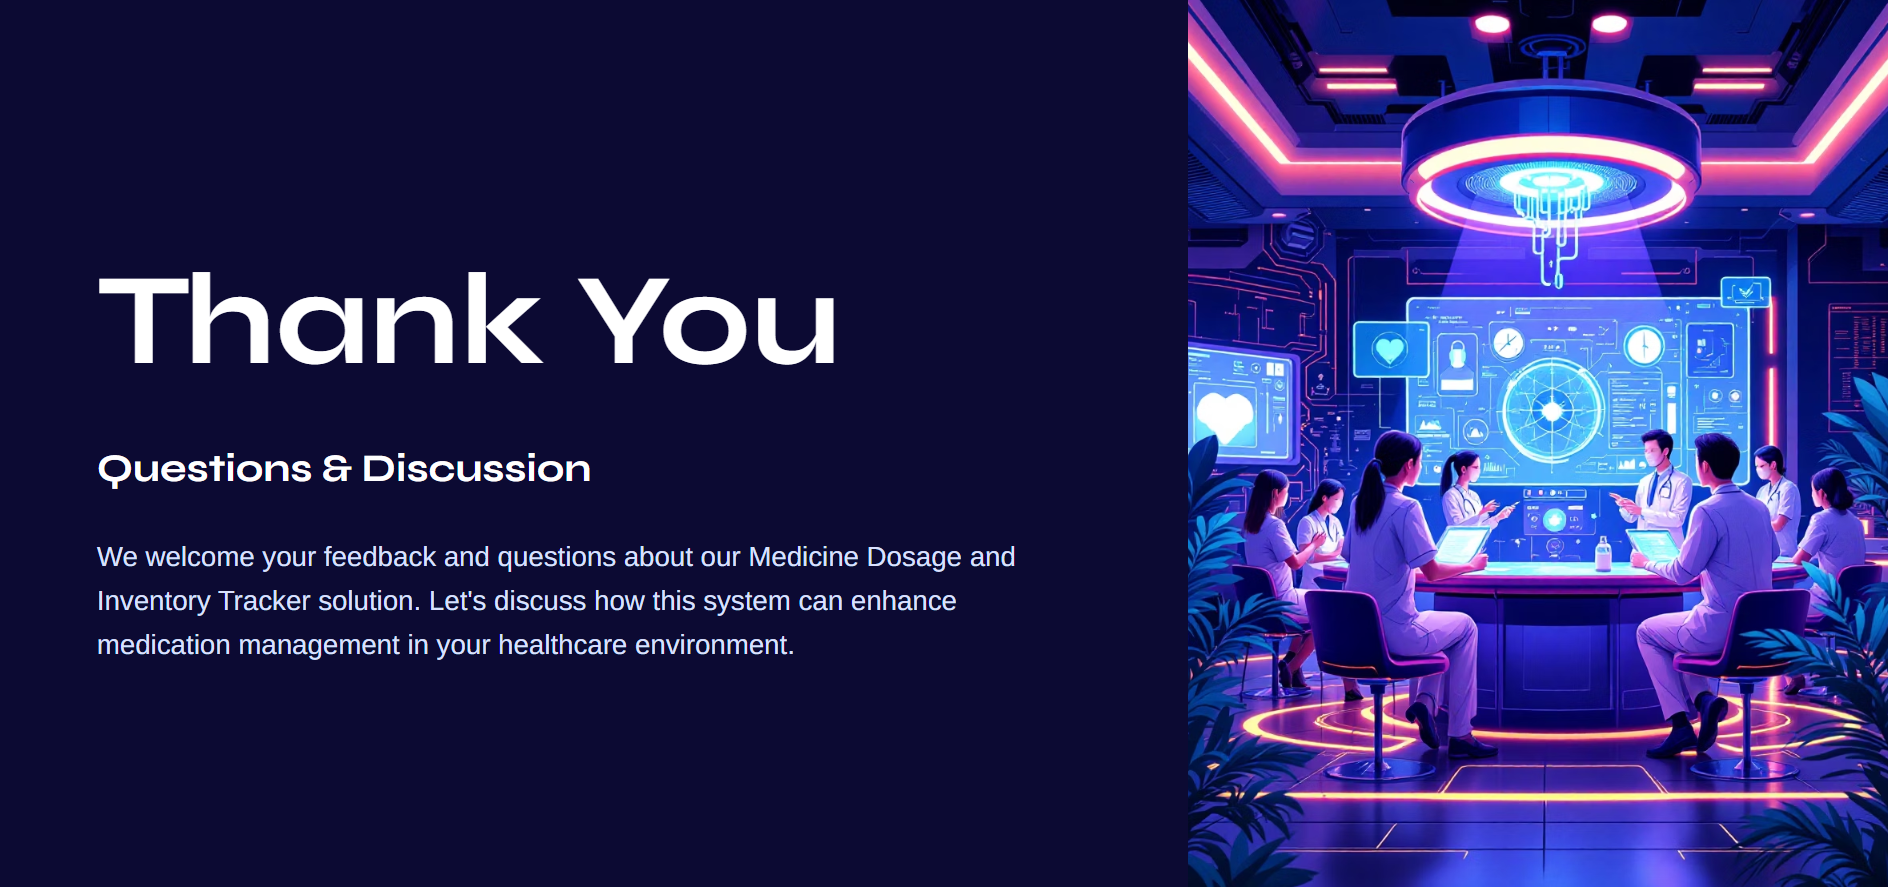 Thank You
Questions & Discussion
We welcome your feedback and questions about our Medicine Dosage and
Inventory Tracker solution. Let's discuss how this system can enhance
medication management in your healthcare environment.